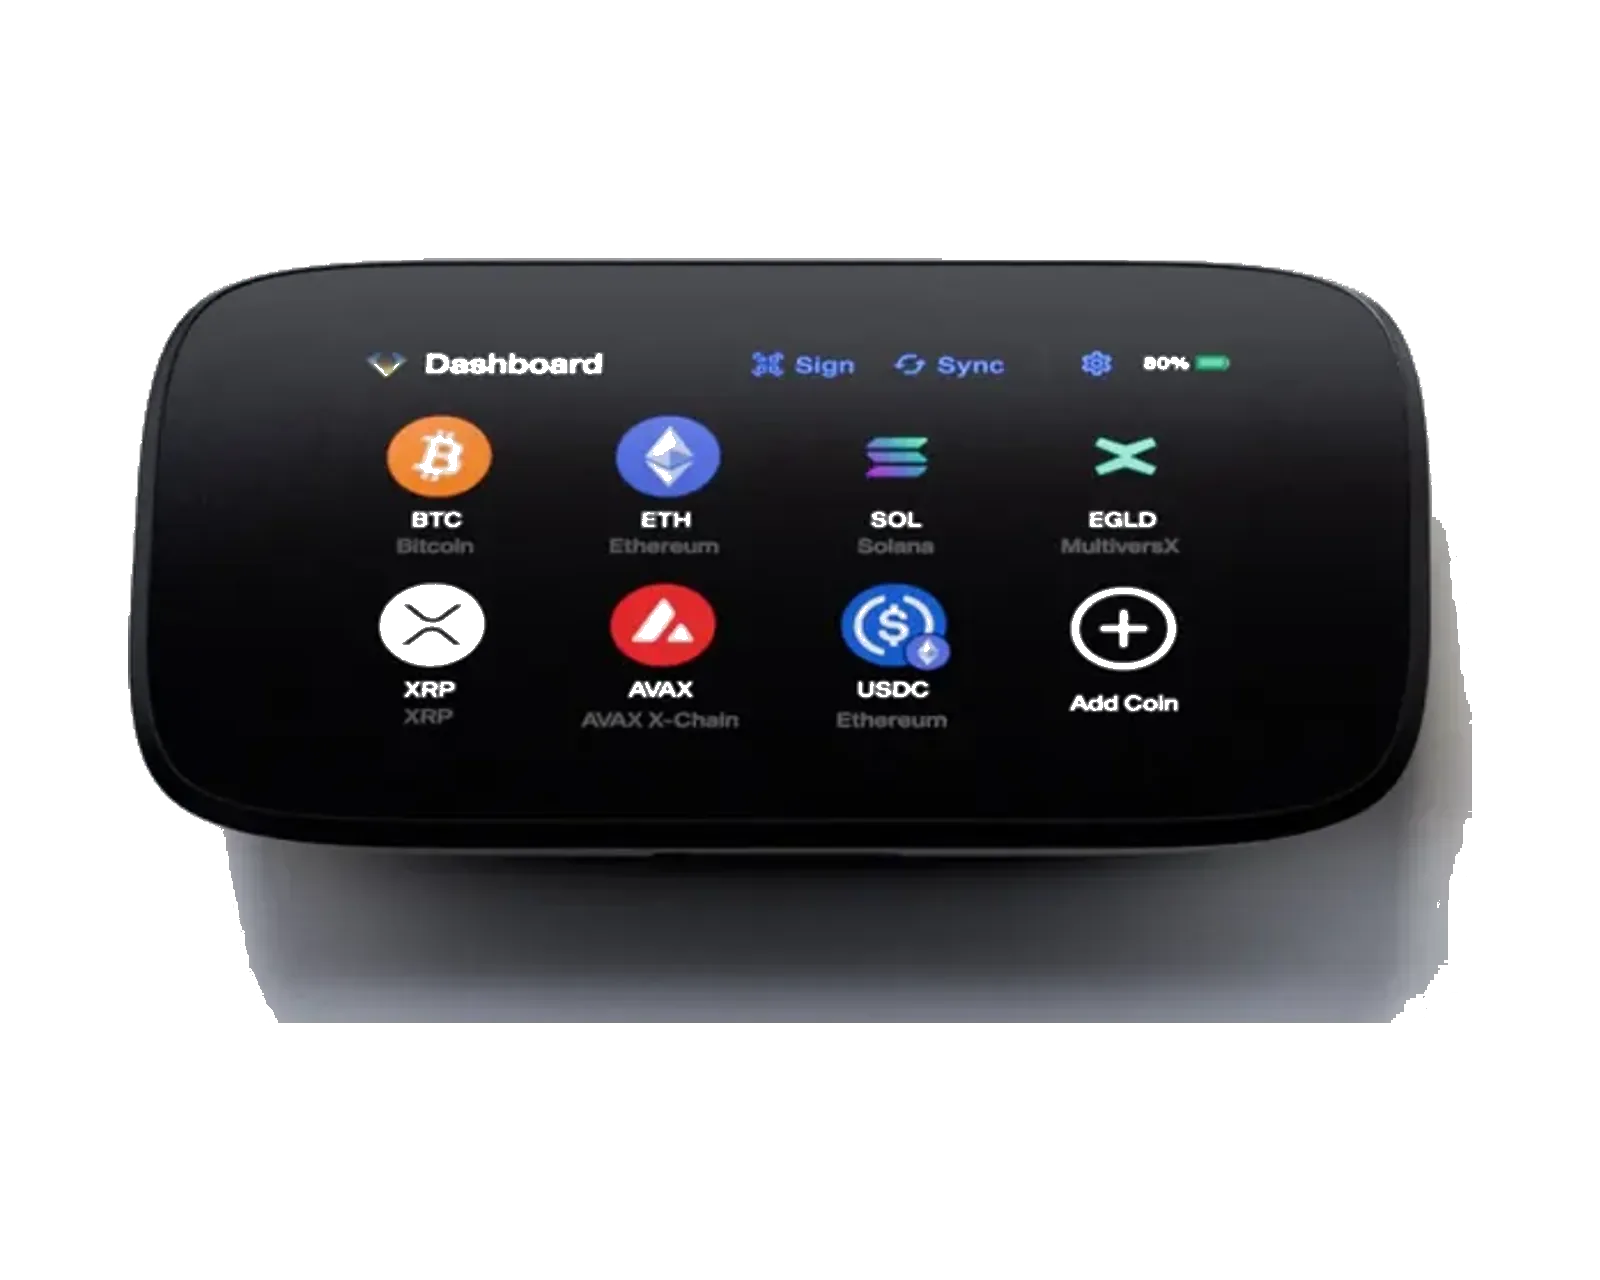 Dashboard Sign Sync 80%
BTC ETH SOL EGLD
Bitcoin Ethereum Solana MultiversX
XRP AVAX USDC Add Coin
XRP AVAX X-Chain Ethereum